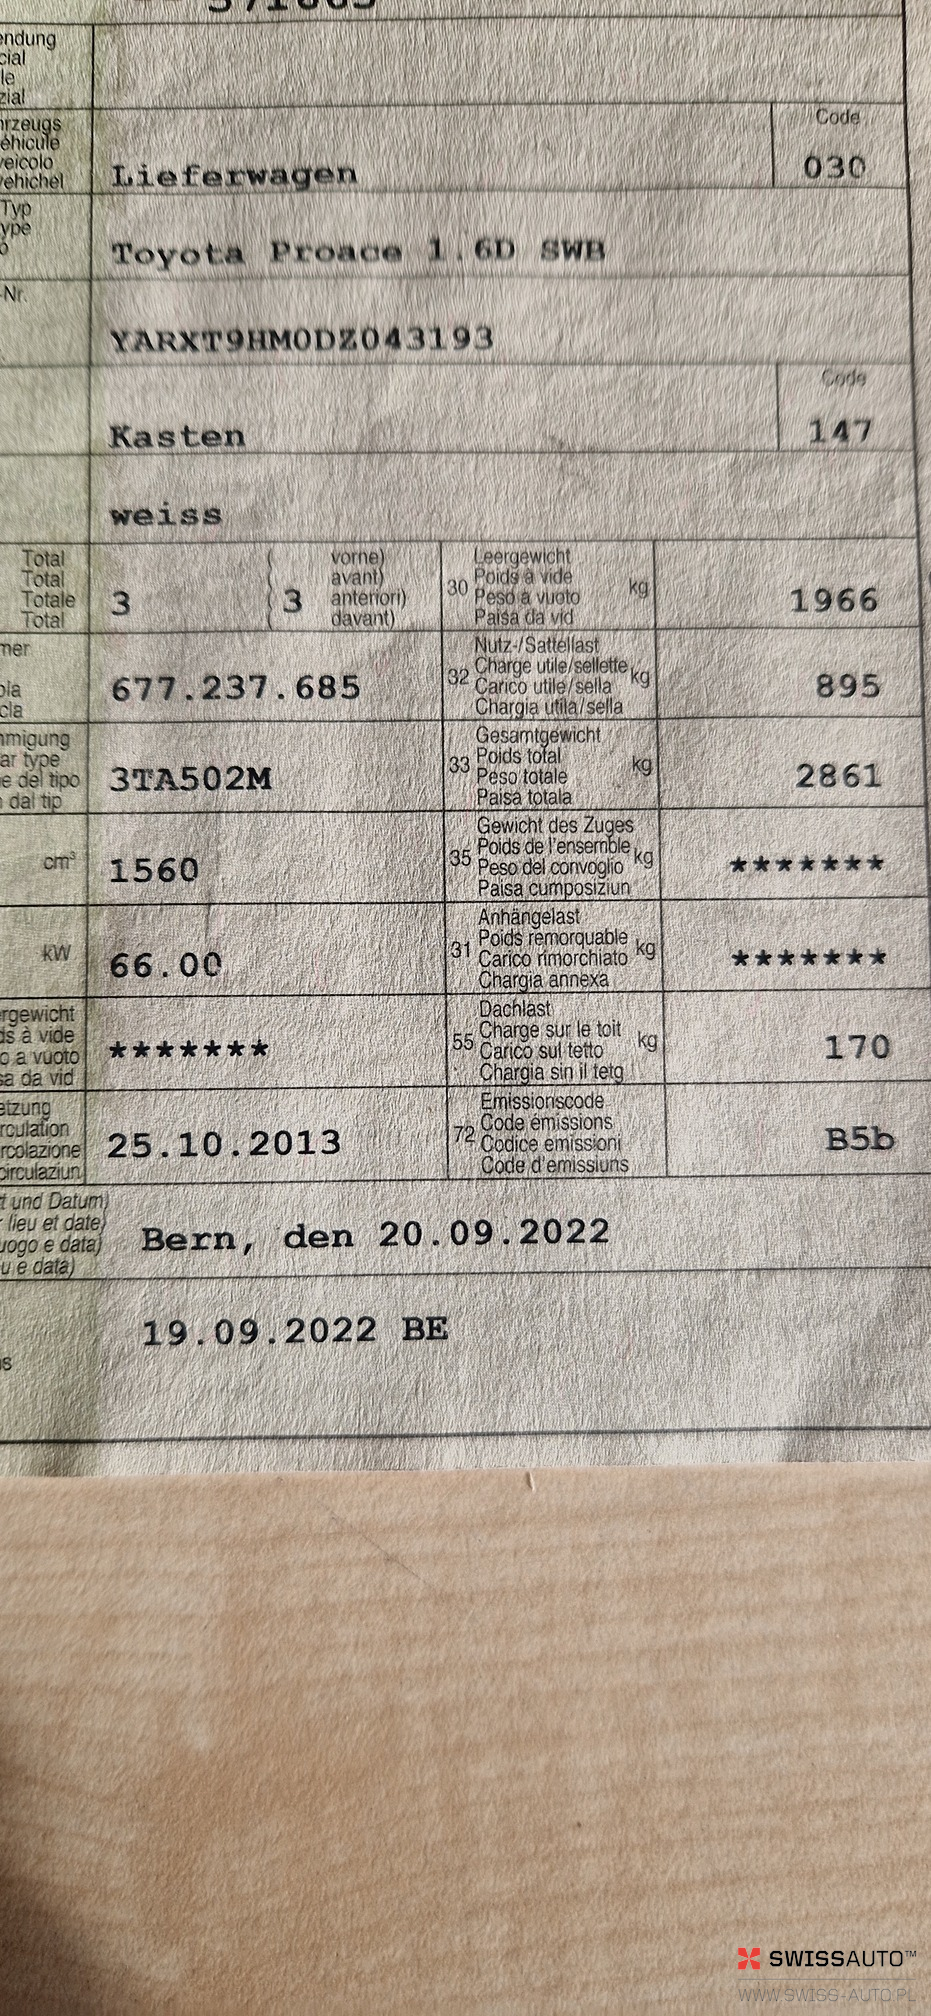 endung
cial
le
zial
rzeugs
éhicule
veicolo
vehichel
Lieferwagen
Code
030
Typ
ype
o
Toyota Proace 1.6D SWB
-Nr.
YARXT9HM0DZ043193
Kasten
Code
147
weiss
Total
Total
Totale
Total
3
( 3
vorne)
avant)
anteriori)
davant)
30
Leergewicht
Poids à vide
Peso a vuoto
Paisa da vid
kg
1966
mer
ola
cla
677.237.685
32
Nutz-/Sattellast
Charge utile/sellette
Carico utile/sella
Chargia utila/sella
kg
895
migung
ar type
e del tipo
dal tip
3TA502M
33
Gesamtgewicht
Poids total
Peso totale
Paisa totala
kg
2861
cm³
1560
35
Gewicht des Zuges
Poids de l'ensemble
Peso del convoglio
Paisa cumposiziun
kg
*******
kW
66.00
31
Anhängelast
Poids remorquable
Carico rimorchiato
Chargia annexa
kg
*******
rgewicht
ds à vide
o a vuoto
sa da vid
*******
55
Dachlast
Charge sur le toit
Carico sul tetto
Chargia sin il tetg
kg
170
etzung
rculation
rcolazione
circulaziun
25.10.2013
72
Emissionscode
Code émissions
Codice emissioni
Code d'emissiuns
B5b
t und Datum)
lieu et date)
uogo e data)
u e data)
Bern, den 20.09.2022
19.09.2022 BE
s
SWISSAUTO™
WWW.SWISS-AUTO.PL